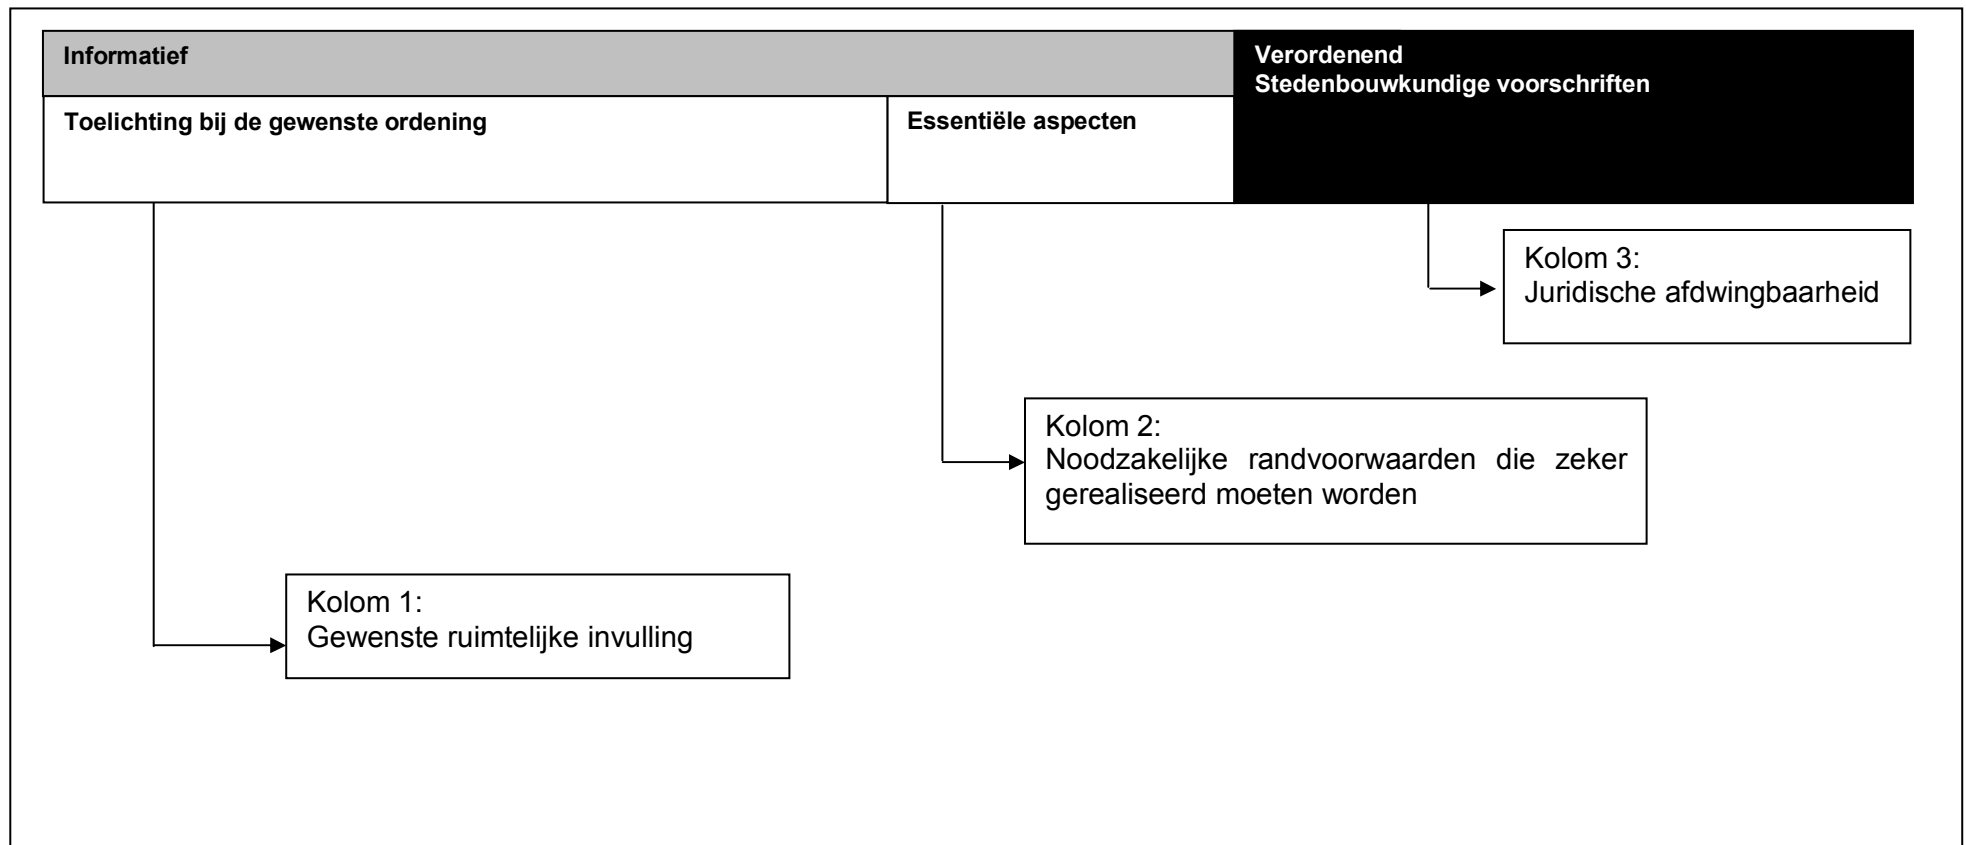 Informatief
Verordenend
Stedenbouwkundige voorschriften
Toelichting bij de gewenste ordening
Essentiële aspecten
Kolom 3:
Juridische afdwingbaarheid
Kolom 2:
Noodzakelijke randvoorwaarden die zeker
gerealiseerd moeten worden
Kolom 1:
Gewenste ruimtelijke invulling